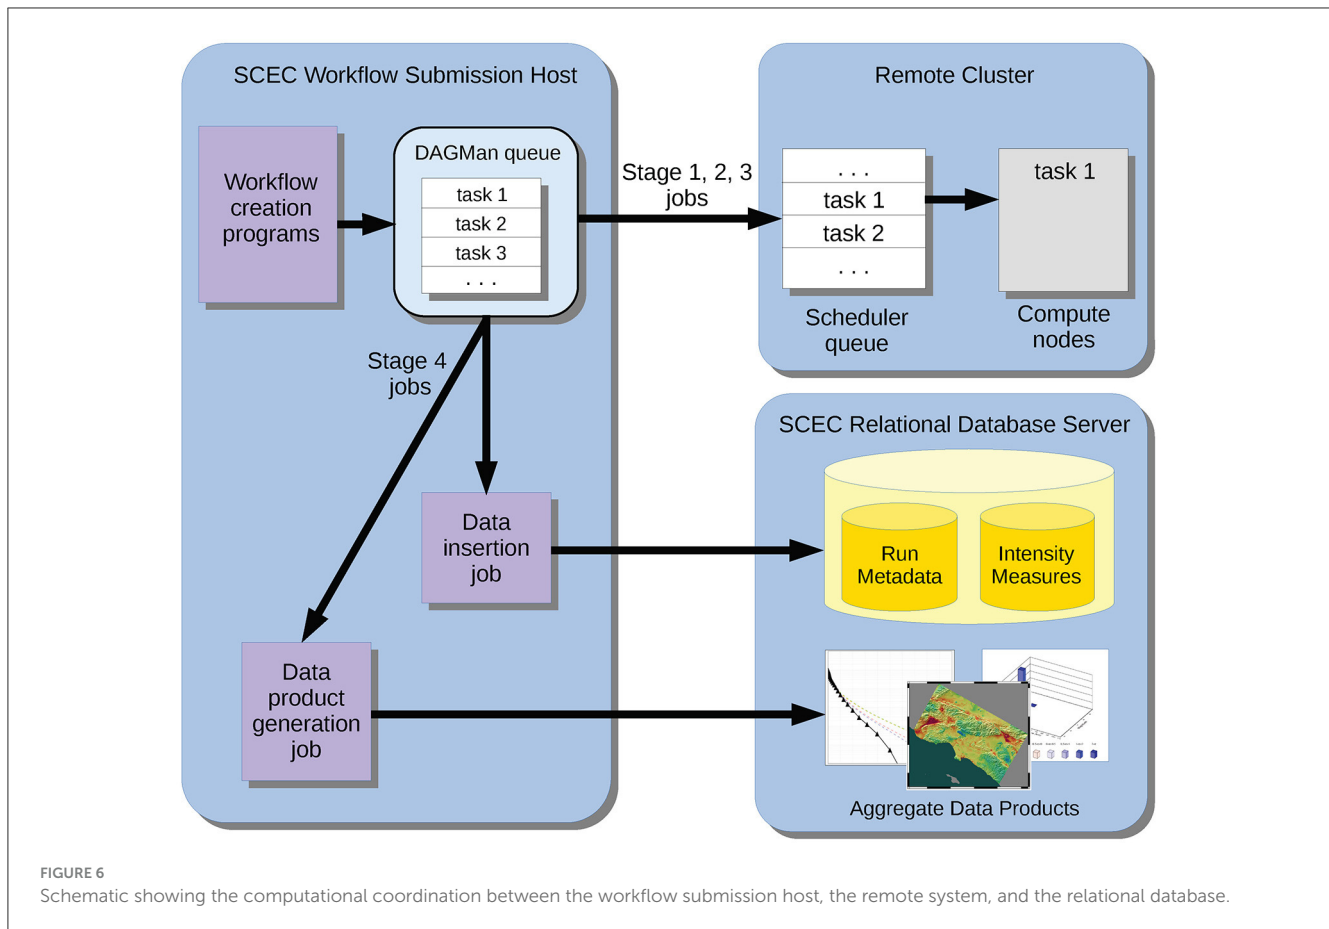 SCEC Workflow Submission Host
Workflow
creation
programs
DAGMan queue
task 1
task 2
task 3
. . .
Stage 1, 2, 3
jobs
Remote Cluster
. . .
task 1
task 2
. . .
Scheduler
queue
task 1
Compute
nodes
Stage 4
jobs
Data
insertion
job
Data
product
generation
job
SCEC Relational Database Server
Run
Metadata
Intensity
Measures
Aggregate Data Products
FIGURE 6
Schematic showing the computational coordination between the workflow submission host, the remote system, and the relational database.